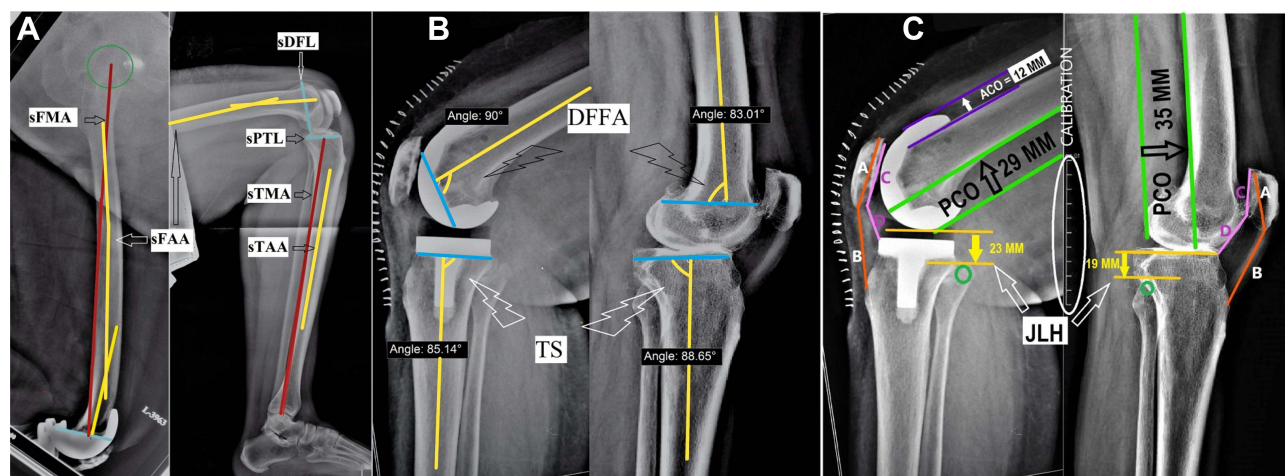 A
sDFL
sFMA
sPTL
sTMA
sFAA
sTAA
L-3963
B
Angle: 90°
DFFA
Angle: 83.01°
TS
Angle: 85.14°
Angle: 88.65°
C
ACO = 12 MM
CALIBRATION
A
C
D
B
PCO 29 MM
23 MM
PCO 35 MM
C
A
D
B
19 MM
JLH